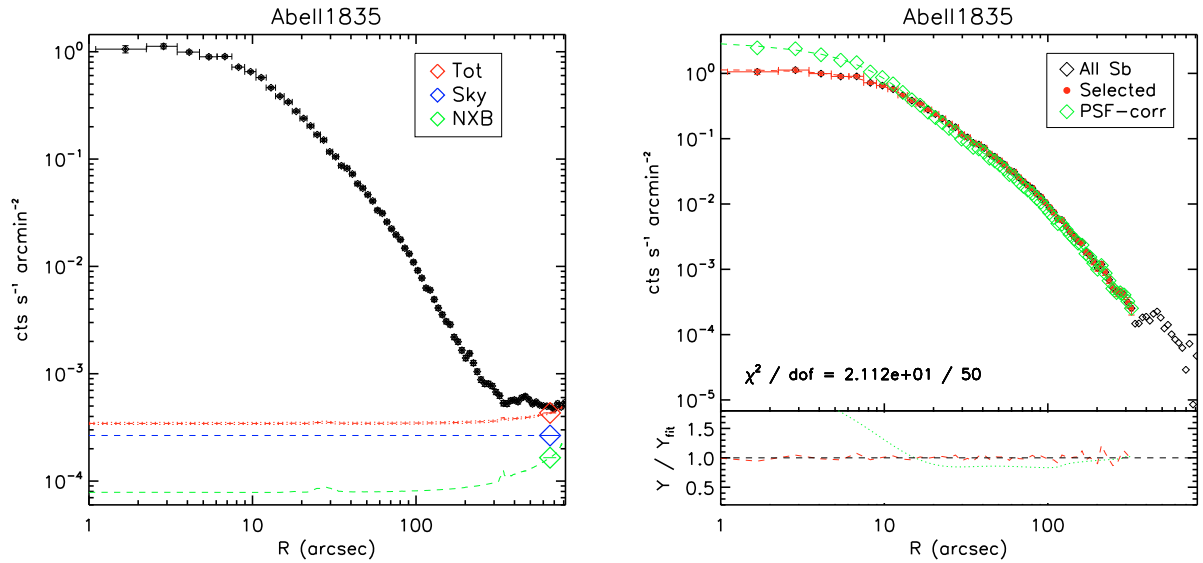 Abell1835
10⁰
10⁻¹
10⁻²
10⁻³
10⁻⁴
cts s⁻¹ arcmin⁻²
Tot
Sky
NXB
1
10
100
R (arcsec)
Abell1835
10¹
10⁰
10⁻¹
10⁻²
10⁻³
10⁻⁴
10⁻⁵
cts s⁻¹ arcmin⁻²
All Sb
Selected
PSF-corr
χ² / dof = 2.112e+01 / 50
1.5
1.0
0.5
Y / Y_fit
1
10
100
R (arcsec)